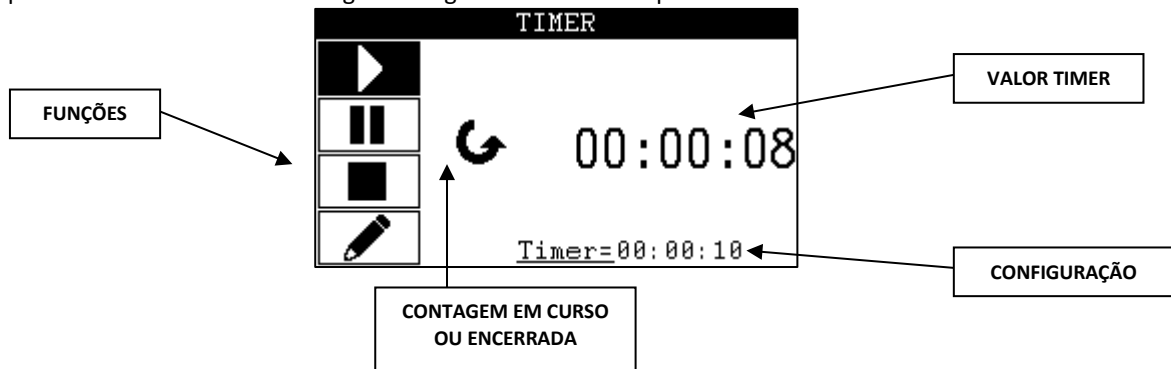 TIMER
FUNÇÕES
VALOR TIMER
00:00:08
Timer=00:00:10
CONFIGURAÇÃO
CONTAGEM EM CURSO
OU ENCERRADA